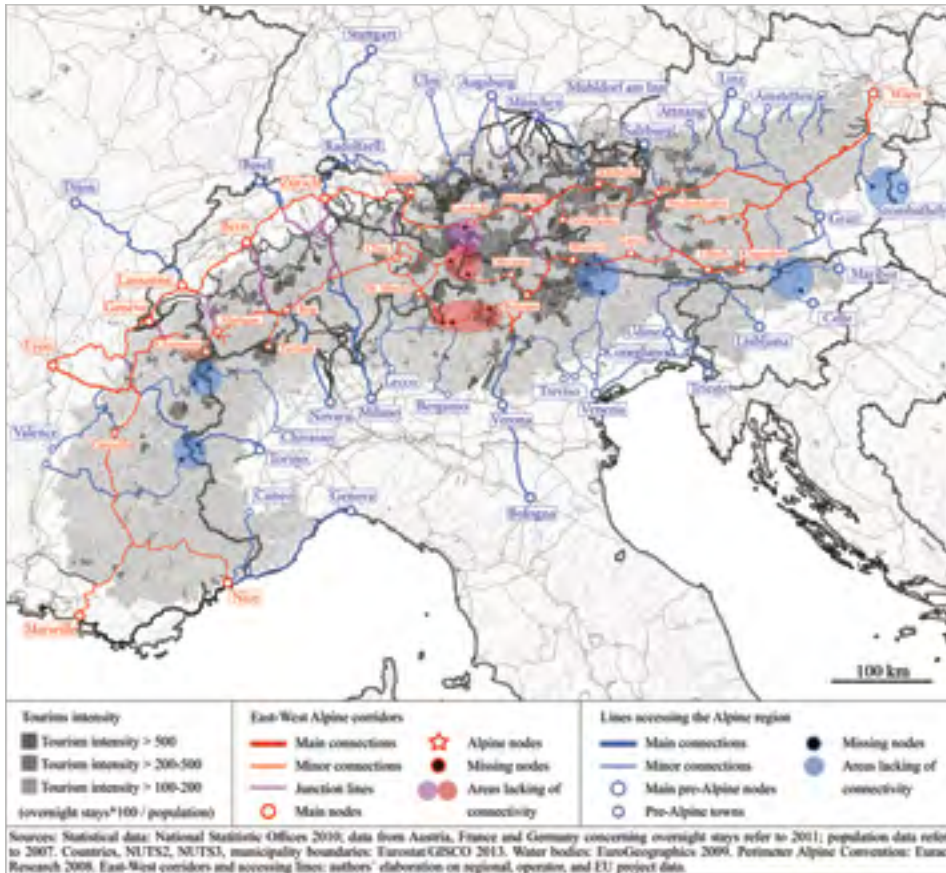 Stuttgart
Ulm
Augsburg
München
Mühldorf am Inn
Linz
Amstetten
Wien
Attnang
Salzburg
Radolfzell
Basel
Zürich
Dijon
Bern
Graz
Szombathely
Lausanne
Genève
Maribor
Celje
Lyon
Udine
Ljubljana
Conegliano
Lecco
Treviso
Trieste
Novara
Milano
Bergamo
Verona
Venezia
Valence
Chivasso
Torino
Cuneo
Genova
Bologna
Nice
Marseille
100 km
Tourims intensity
Tourism intensity > 500
Tourism intensity > 200-500
Tourism intensity > 100-200
(overnight stays*100 / population)
East-West Alpine corridors
Main connections
Minor connections
Junction lines
Main nodes
Alpine nodes
Missing nodes
Areas lacking of
connectivity
Lines accessing the Alpine region
Main connections
Minor connections
Main pre-Alpine nodes
Pre-Alpine towns
Missing nodes
Areas lacking of
connectivity
Sources: Statistical data: National Statititic Offices 2010; data from Austria, France and Germany concerning overnight stays refer to 2011; population data refer
to 2007. Countries, NUTS2, NUTS3, municipality boundaries: Eurostat/GISCO 2013. Water bodies: EuroGeographics 2009. Perimeter Alpine Convention: Eurac
Research 2008. East-West corridors and accessing lines: authors' elaboration on regional, operator, and EU project data.